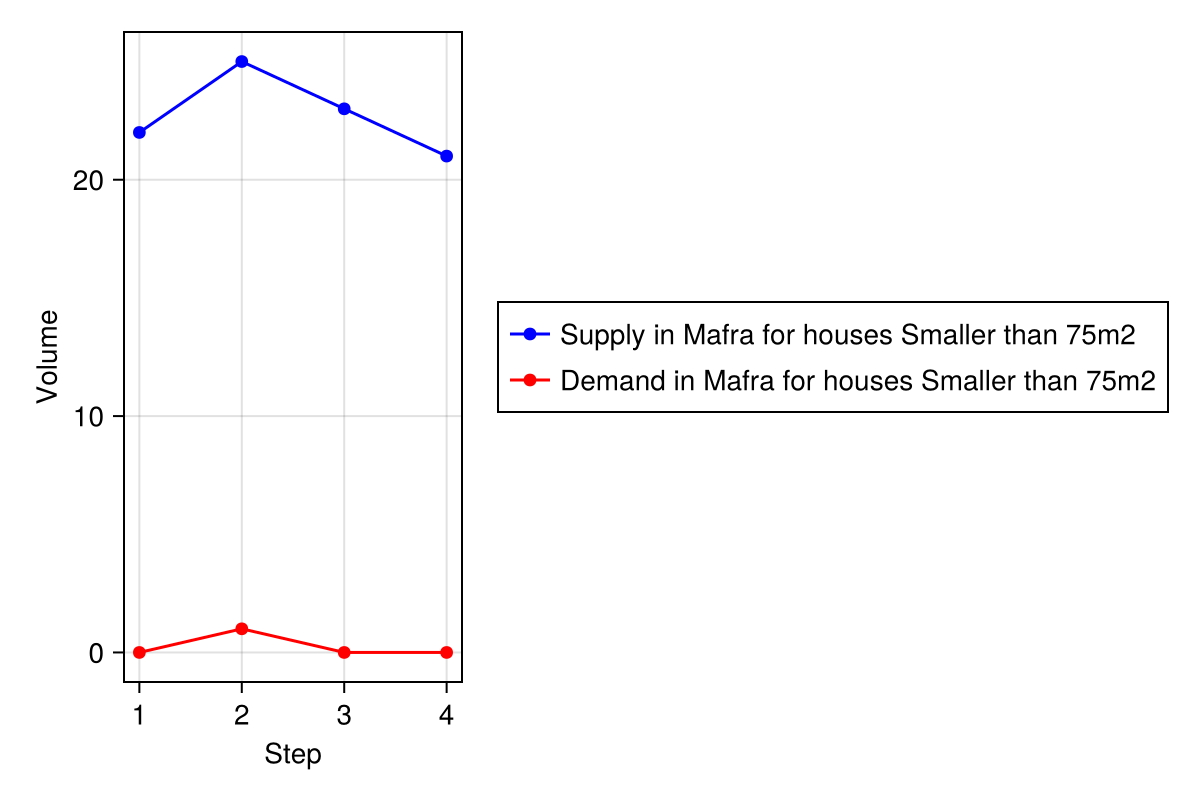 20
10
0
Volume
1 2 3 4
Step
Supply in Mafra for houses Smaller than 75m2
Demand in Mafra for houses Smaller than 75m2